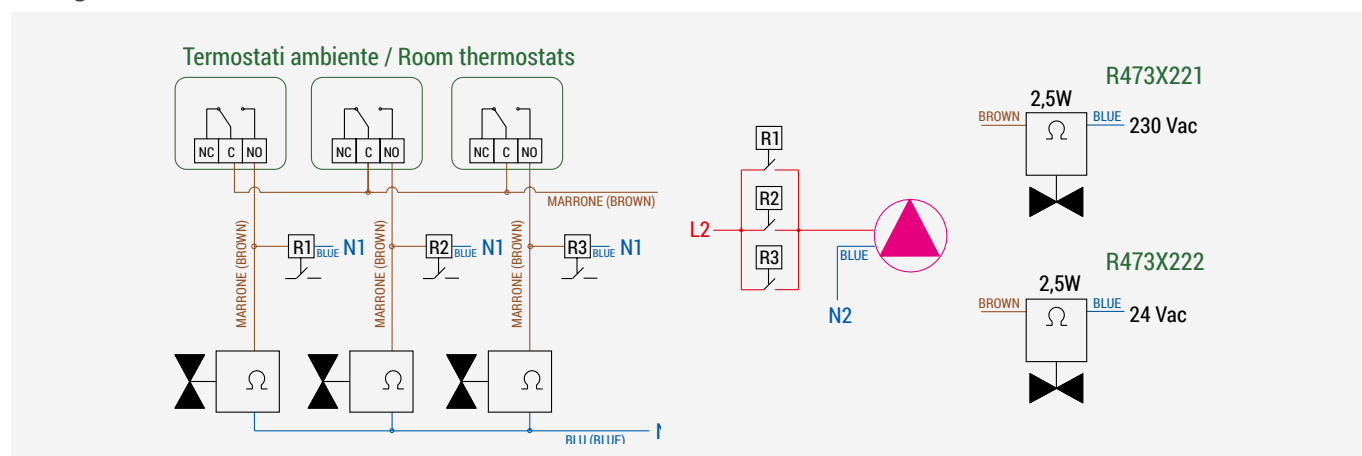 Termostati ambiente / Room thermostats
NC C NO
NC C NO
NC C NO
MARRONE (BROWN)
MARRONE (BROWN)
MARRONE (BROWN)
MARRONE (BROWN)
R1 BLUE N1
R2 BLUE N1
R3 BLUE N1
Ω
Ω
Ω
BLU (BLUE)
R1
R2
R3
L2
BLUE
N2
R473X221
2,5W
BROWN
Ω
BLUE
230 Vac
R473X222
2,5W
BROWN
Ω
BLUE
24 Vac